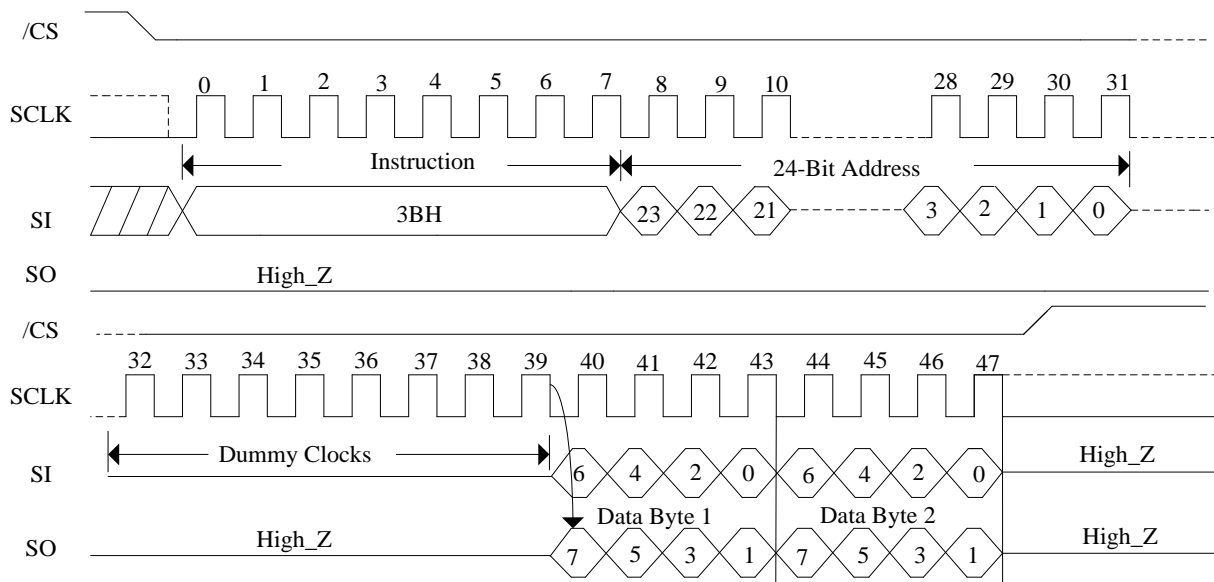 /CS
0 1 2 3 4 5 6 7 8 9 10 28 29 30 31
SCLK
Instruction 24-Bit Address
SI 3BH 23 22 21 3 2 1 0
SO High_Z
/CS
32 33 34 35 36 37 38 39 40 41 42 43 44 45 46 47
SCLK
Dummy Clocks
SI 6 4 2 0 6 4 2 0 High_Z
Data Byte 1 Data Byte 2
SO High_Z 7 5 3 1 7 5 3 1 High_Z